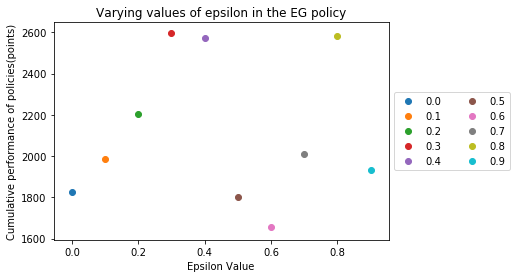 Varying values of epsilon in the EG policy
Cumulative performance of policies(points)
2600
2400
2200
2000
1800
1600
0.0 0.2 0.4 0.6 0.8
Epsilon Value
0.0 0.5
0.1 0.6
0.2 0.7
0.3 0.8
0.4 0.9